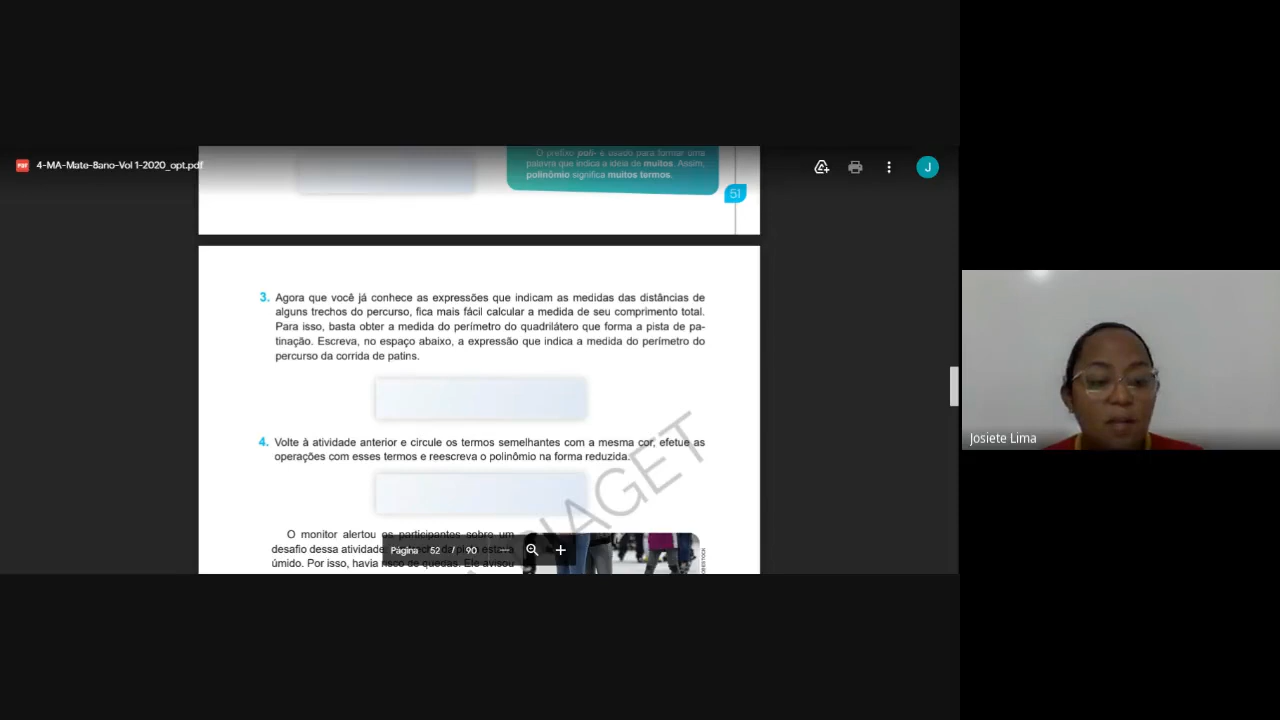 4-MA-Mate-8ano-Vol 1-2020_opt.pdf
J
O prefixo poli- é usado para formar uma
palavra que indica a ideia de muitos. Assim,
polinômio significa muitos termos.
51
3. Agora que você já conhece as expressões que indicam as medidas das distâncias de
alguns trechos do percurso, fica mais fácil calcular a medida de seu comprimento total.
Para isso, basta obter a medida do perímetro do quadrilátero que forma a pista de pa-
tinação. Escreva, no espaço abaixo, a expressão que indica a medida do perímetro do
percurso da corrida de patins.
4. Volte à atividade anterior e circule os termos semelhantes com a mesma cor, efetue as
operações com esses termos e reescreva o polinômio na forma reduzida.
O monitor alertou os participantes sobre um
desafio dessa atividade:
úmido. Por isso, havia risco de quedas. Ele avisou
Página 52 / 90
PIAGET
Josiete Lima